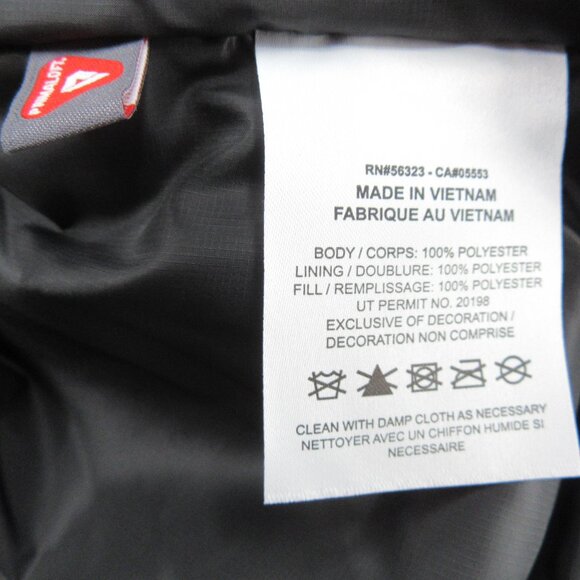 PRIMALOFT.
RN#56323 - CA#05553
MADE IN VIETNAM
FABRIQUE AU VIETNAM
BODY / CORPS: 100% POLYESTER
LINING / DOUBLURE: 100% POLYESTER
FILL / REMPLISSAGE: 100% POLYESTER
UT PERMIT NO. 20198
EXCLUSIVE OF DECORATION /
DECORATION NON COMPRISE
CLEAN WITH DAMP CLOTH AS NECESSARY
NETTOYER AVEC UN CHIFFON HUMIDE SI
NECESSAIRE